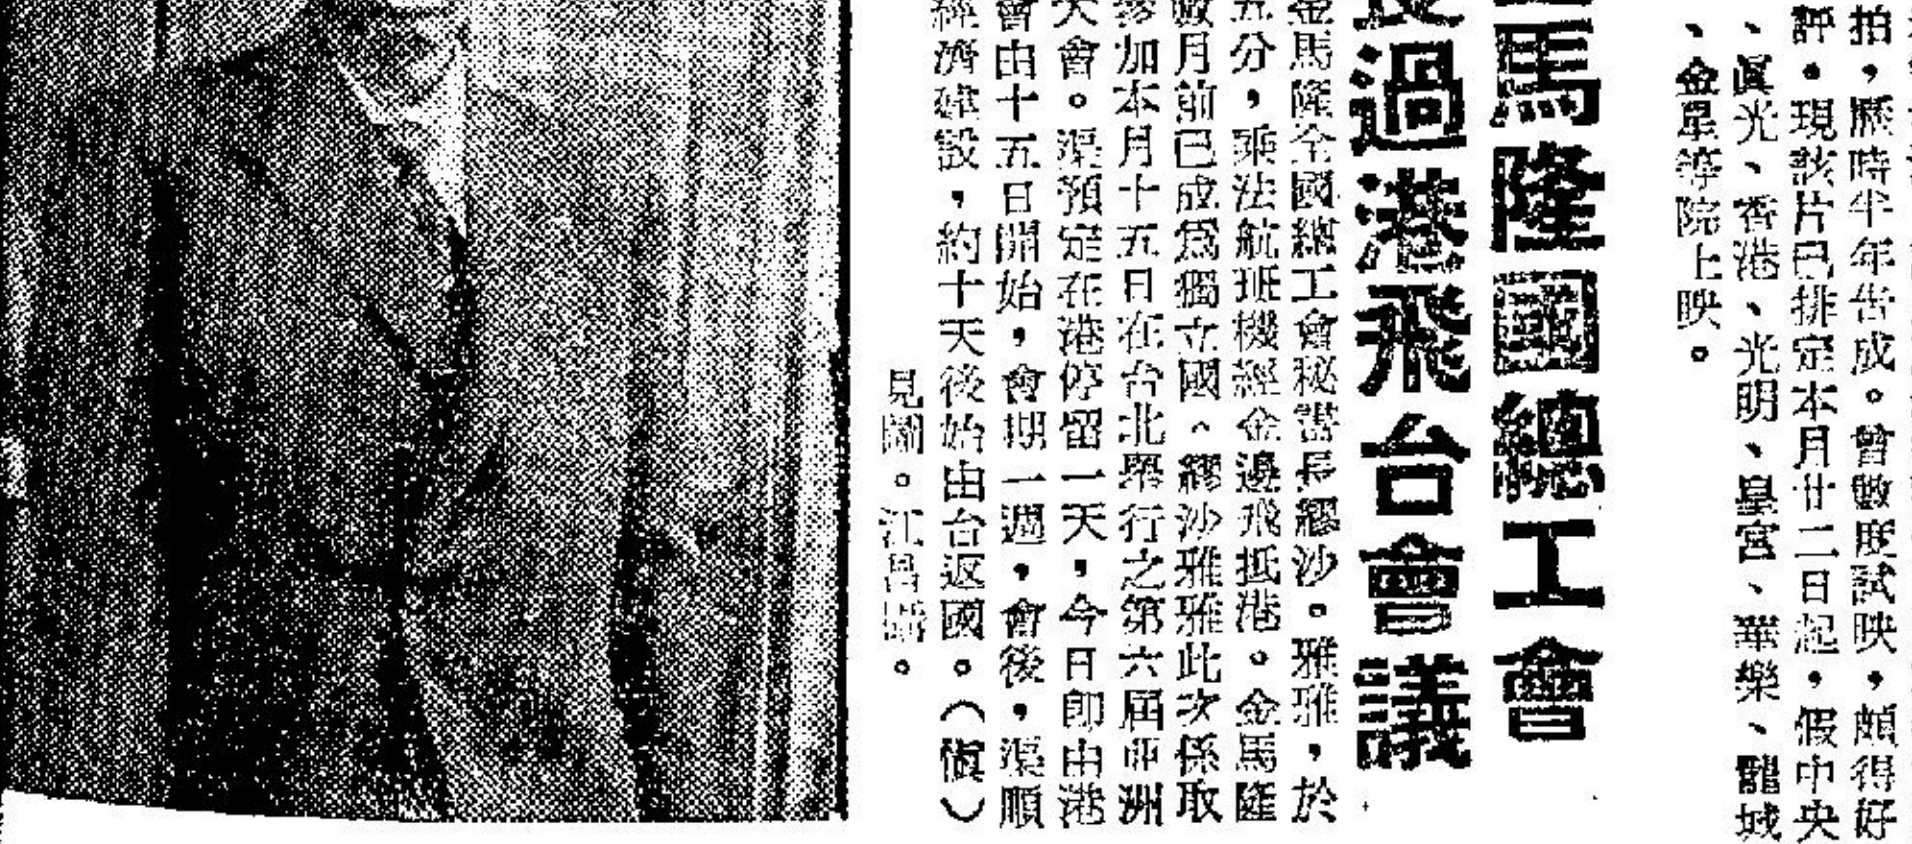 拍，歷時半年告成。曾數度試映，頗得好
評。現該片已排定本月廿二日起，假中央
、眞光、香港、光明、皇宮、華樂、龍城
、金星等院上映。
馬隆國總工會
過港飛台會議
金馬隆全國總工會秘書長繆沙。雅雅，於
五分，乘法航班機經金邊飛抵港。金馬隆
數月前已成爲獨立國。繆沙雅雅此次係取
參加本月十五日在台北舉行之第六屆亞洲
大會。渠預定在港停留一天，今日卽由港
會由十五日開始，會期一週，會後，渠順
經濟建設，約十天後始由台返國。（愼）
見圖。江昌